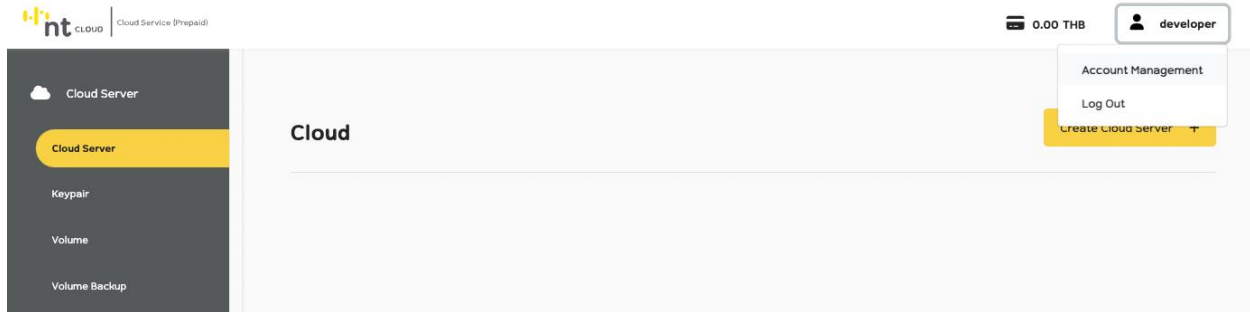 nt CLOUD Cloud Service (Prepaid)
0.00 THB
developer
Account Management
Log Out
Cloud Server
Cloud Server
Keypair
Volume
Volume Backup
Cloud
Create Cloud Server +